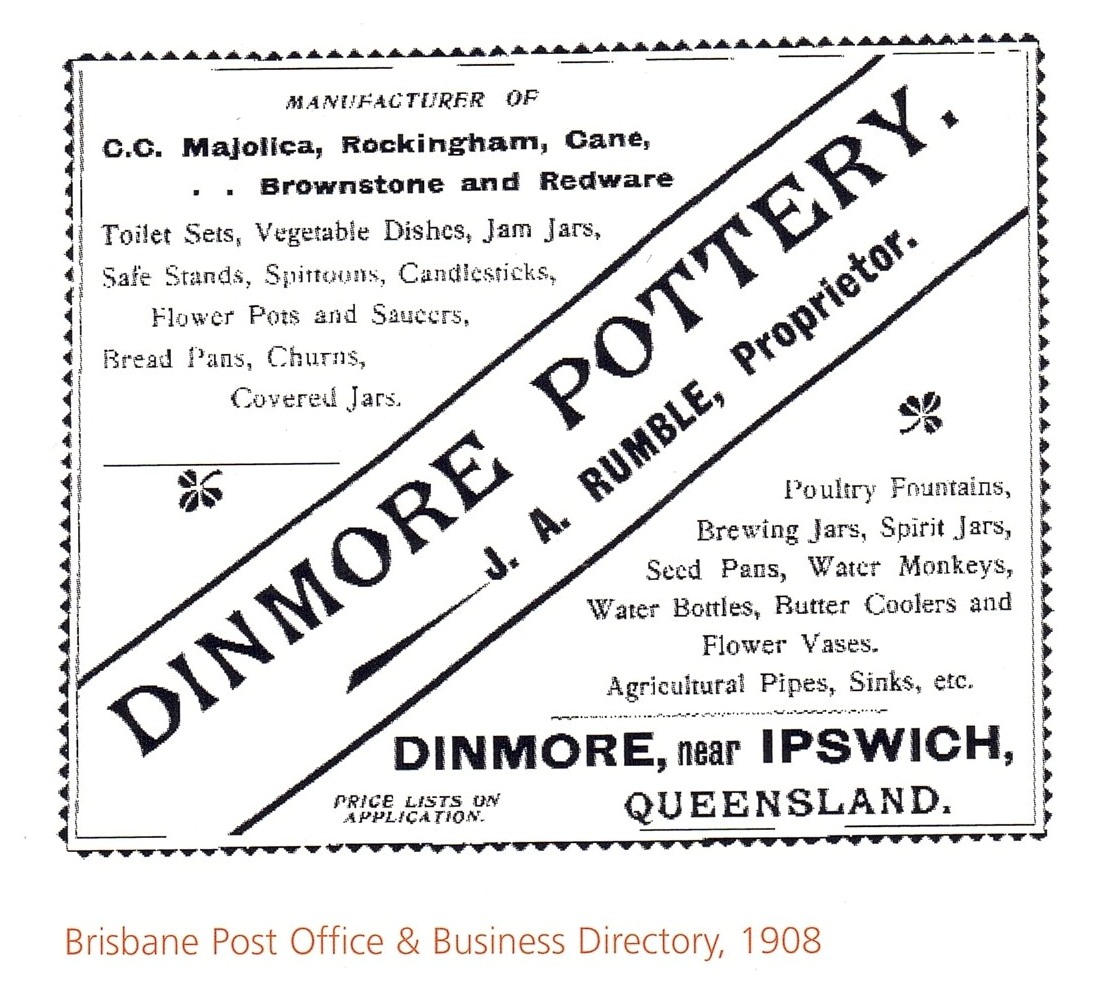 MANUFACTURER OF
C.C. Majolica, Rockingham, Cane,
. . Brownstone and Redware
Toilet Sets, Vegetable Dishes, Jam Jars,
Safe Stands, Spittoons, Candlesticks,
Flower Pots and Saucers,
Bread Pans, Churns,
Covered Jars.
DINMORE POTTERY.
J. A. RUMBLE, Proprietor.
Poultry Fountains,
Brewing Jars, Spirit Jars,
Seed Pans, Water Monkeys,
Water Bottles, Butter Coolers and
Flower Vases.
Agricultural Pipes, Sinks, etc.
DINMORE, near IPSWICH,
QUEENSLAND.
PRICE LISTS ON
APPLICATION.
Brisbane Post Office & Business Directory, 1908